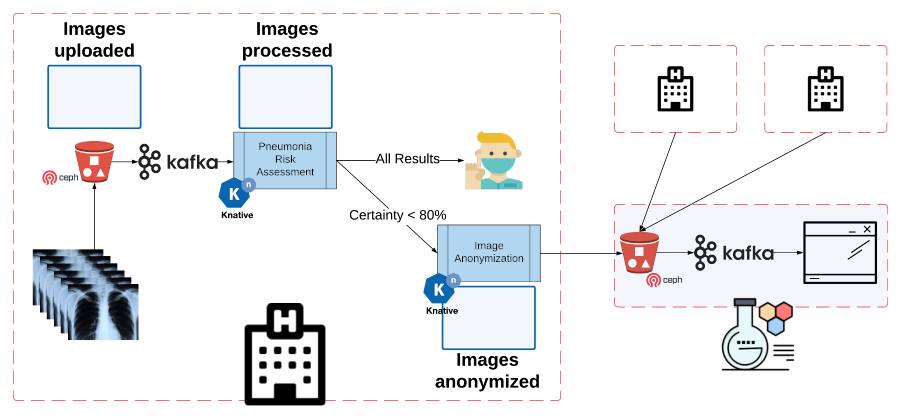 Images
uploaded
Images
processed
Pneumonia
Risk
Assessment
ceph
kafka
n
K
Knative
All Results
Certainty < 80%
Image
Anonymization
n
K
Knative
Images
anonymized
H
H
H
ceph
kafka